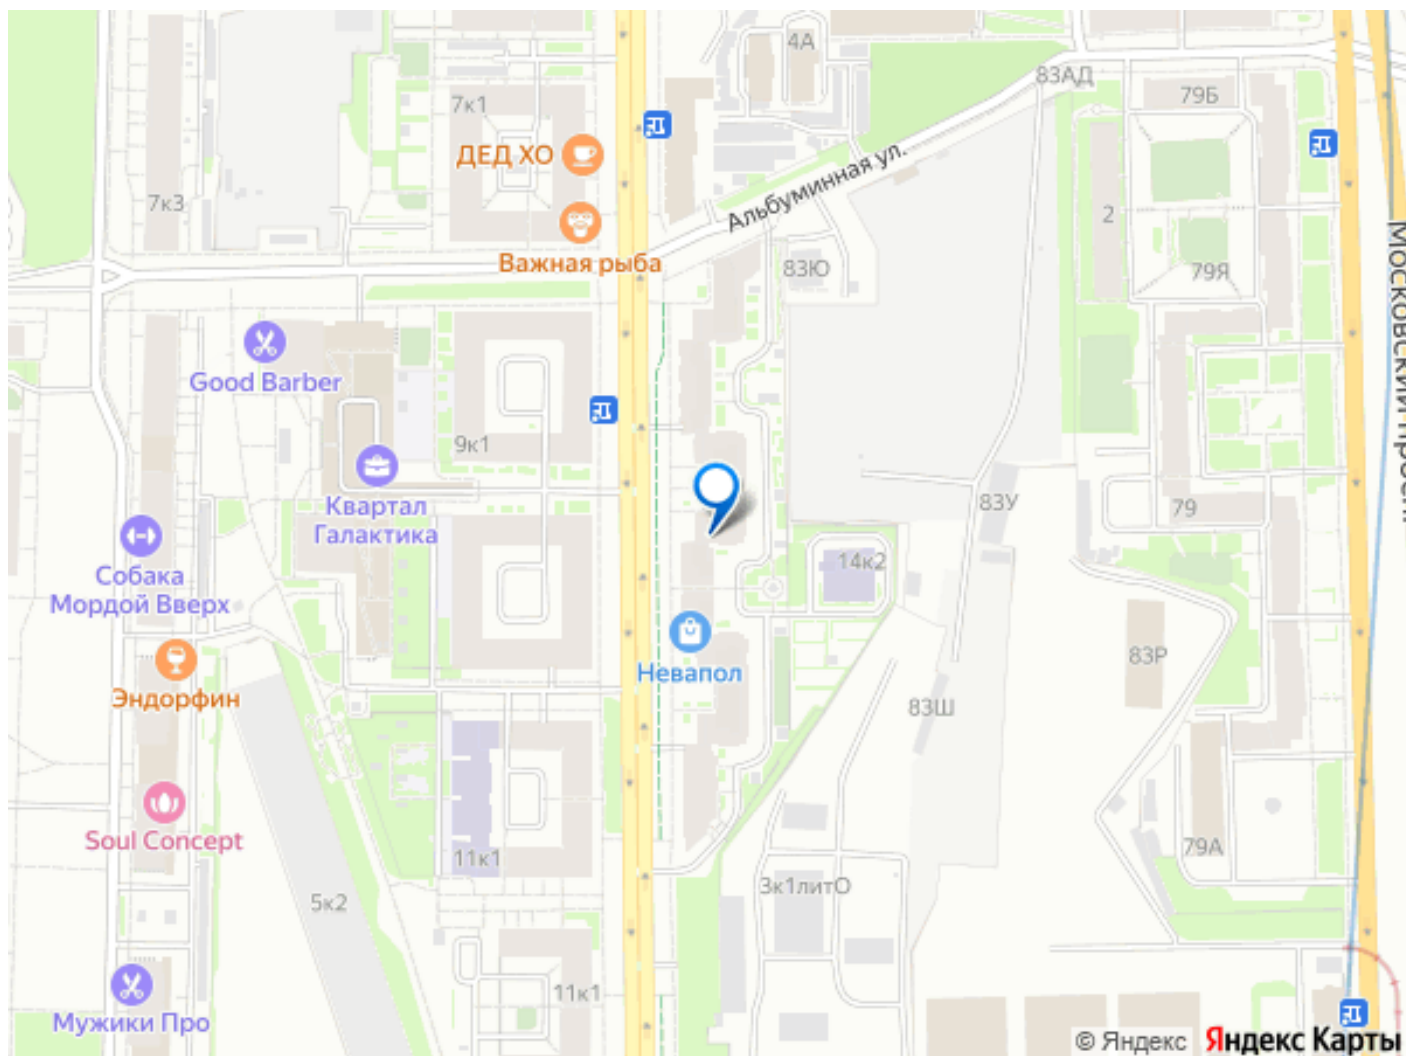 4А
83АД
79Б
7к1
ДЕД ХО
Альбуминная ул.
7к3
2
Важная рыба
83Ю
79Я
Московский
Good Barber
9к1
Квартал
Галактика
83У
79
Собака
Мордой Вверх
14к2
Невапол
83Р
Эндорфин
83Ш
Soul Concept
11к1
79А
3к1литО
5к2
11к1
Мужики Про
© Яндекс Яндекс Карты